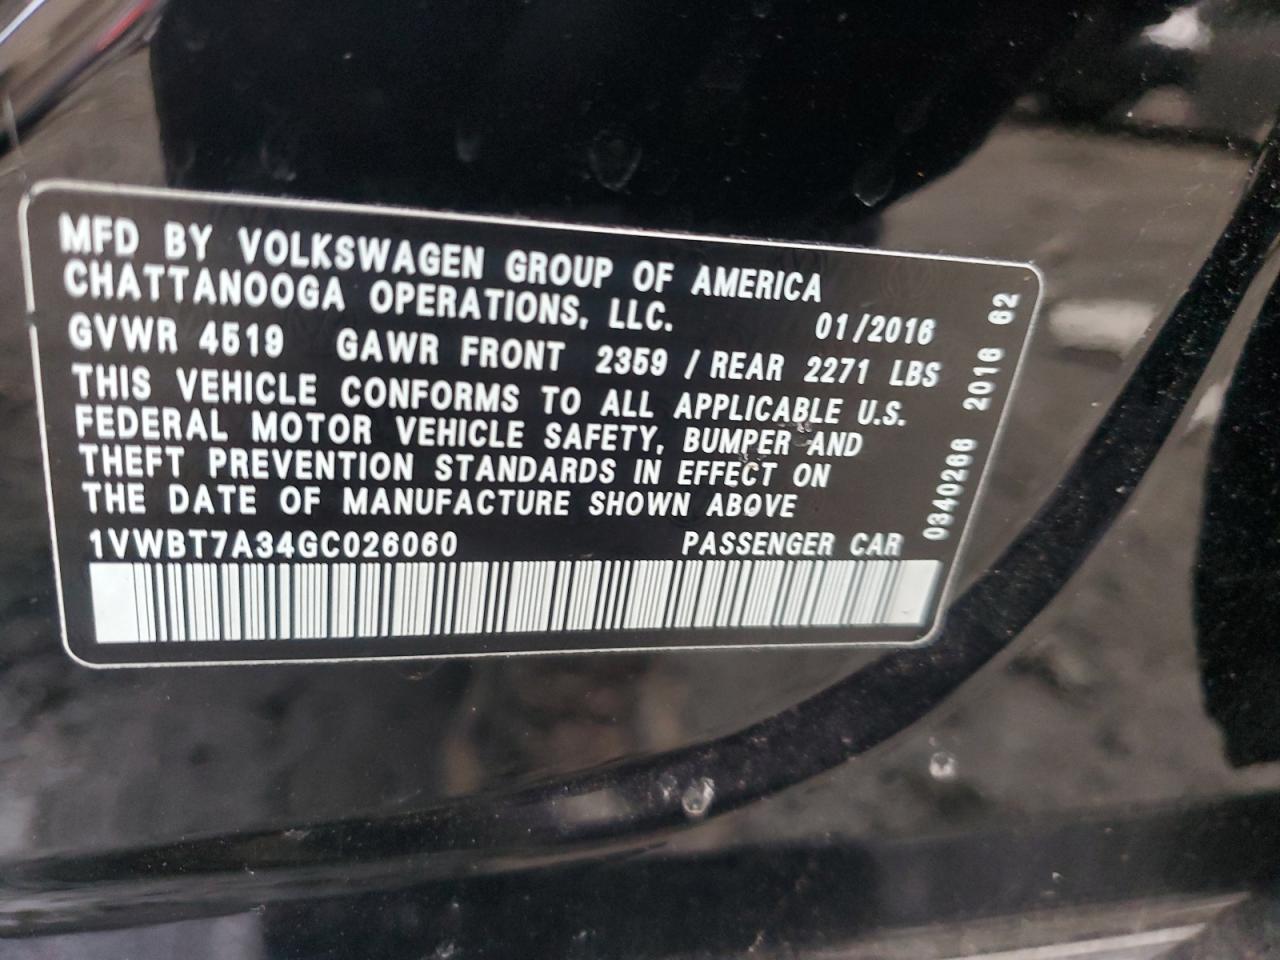 MFD BY VOLKSWAGEN GROUP OF AMERICA
CHATTANOOGA OPERATIONS, LLC. 01/2016
GVWR 4519 GAWR FRONT 2359 / REAR 2271 LBS
THIS VEHICLE CONFORMS TO ALL APPLICABLE U.S.
FEDERAL MOTOR VEHICLE SAFETY, BUMPER AND
THEFT PREVENTION STANDARDS IN EFFECT ON
THE DATE OF MANUFACTURE SHOWN ABOVE
1VWBT7A34GC026060 PASSENGER CAR
0340266 2016 62